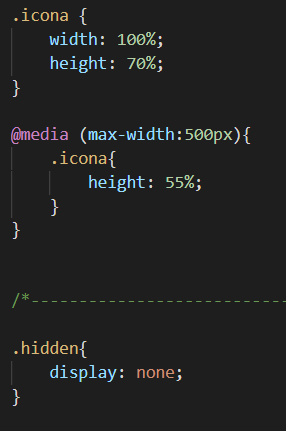 .icona {
width: 100%;
height: 70%;
}
@media (max-width:500px){
.icona{
height: 55%;
}
}
/*---------------------------
.hidden{
display: none;
}